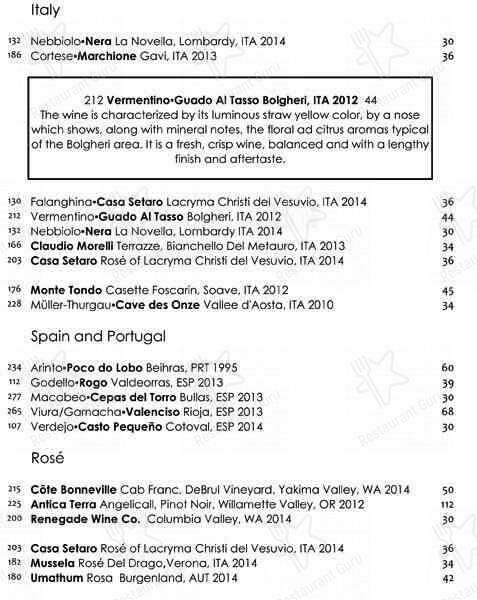 Italy
132 Nebbiolo•Nera La Novella, Lombardy, ITA 2014 30
186 Cortese•Marchione Gavi, ITA 2013 36
212 Vermentino•Guado Al Tasso Bolgheri, ITA 2012 44
The wine is characterized by its luminous straw yellow color, by a nose
which shows, along with mineral notes, the floral ad citrus aromas typical
of the Bolgheri area. It is a fresh, crisp wine, balanced and with a lengthy
finish and aftertaste.
130 Falanghina•Casa Setaro Lacryma Christi del Vesuvio, ITA 2014 36
212 Vermentino•Guado Al Tasso Bolgheri, ITA 2012 44
132 Nebbiolo•Nera La Novella, Lombardy ITA 2014 30
166 Claudio Morelli Terrazze, Bianchello Del Metauro, ITA 2013 34
203 Casa Setaro Rosé of Lacryma Christi del Vesuvio, ITA 2014 36
176 Monte Tondo Casette Foscarin, Soave, ITA 2012 45
228 Müller-Thurgau•Cave des Onze Vallee d'Aosta, ITA 2010 34
Spain and Portugal
234 Arinto•Poco do Lobo Beihras, PRT 1995 60
112 Godello•Rogo Valdeorras, ESP 2013 39
277 Macabeo•Cepas del Torro Bullas, ESP 2013 30
265 Viura/Garnacha•Valenciso Rioja, ESP 2013 68
107 Verdejo•Casto Pequeño Cotoval, ESP 2014 30
Rosé
215 Côte Bonneville Cab Franc, DeBrul Vineyard, Yakima Valley, WA 2014 50
225 Antica Terra Angelicall, Pinot Noir, Willamette Valley, OR 2012 112
200 Renegade Wine Co. Columbia Valley, WA 2014 30
203 Casa Setaro Rosé of Lacryma Christi del Vesuvio, ITA 2014 36
182 Mussela Rosé Del Drago,Verona, ITA 2014 34
180 Umathum Rosa Burgenland, AUT 2014 42